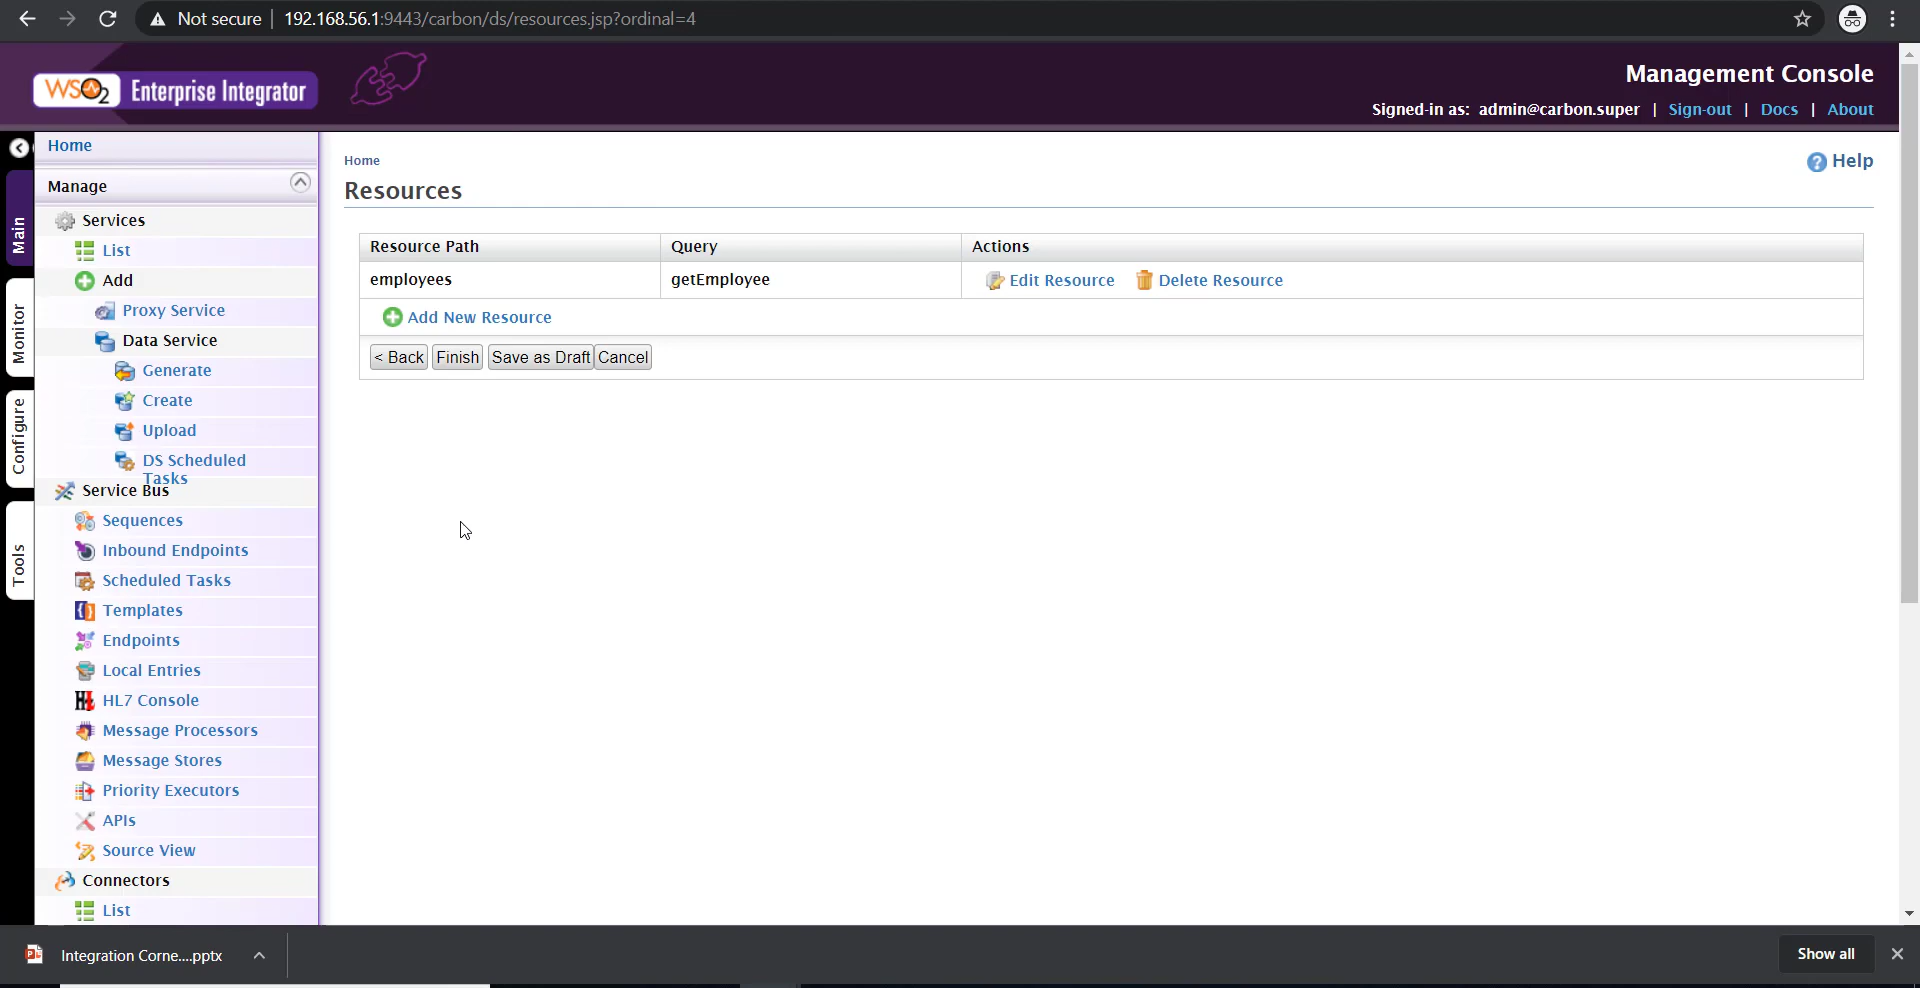 Not secure | 192.168.56.1:9443/carbon/ds/resources.jsp?ordinal=4
WSO2 Enterprise Integrator
Management Console
Signed-in as: admin@carbon.super | Sign-out | Docs | About
Main
Monitor
Configure
Tools
Home
Manage
Services
List
Add
Proxy Service
Data Service
Generate
Create
Upload
DS Scheduled
Tasks
Service Bus
Sequences
Inbound Endpoints
Scheduled Tasks
Templates
Endpoints
Local Entries
HL7 Console
Message Processors
Message Stores
Priority Executors
APIs
Source View
Connectors
List
Home
Help
Resources
Resource Path Query Actions
employees getEmployee Edit Resource Delete Resource
Add New Resource
< Back Finish Save as Draft Cancel
Integration Corne....pptx
Show all